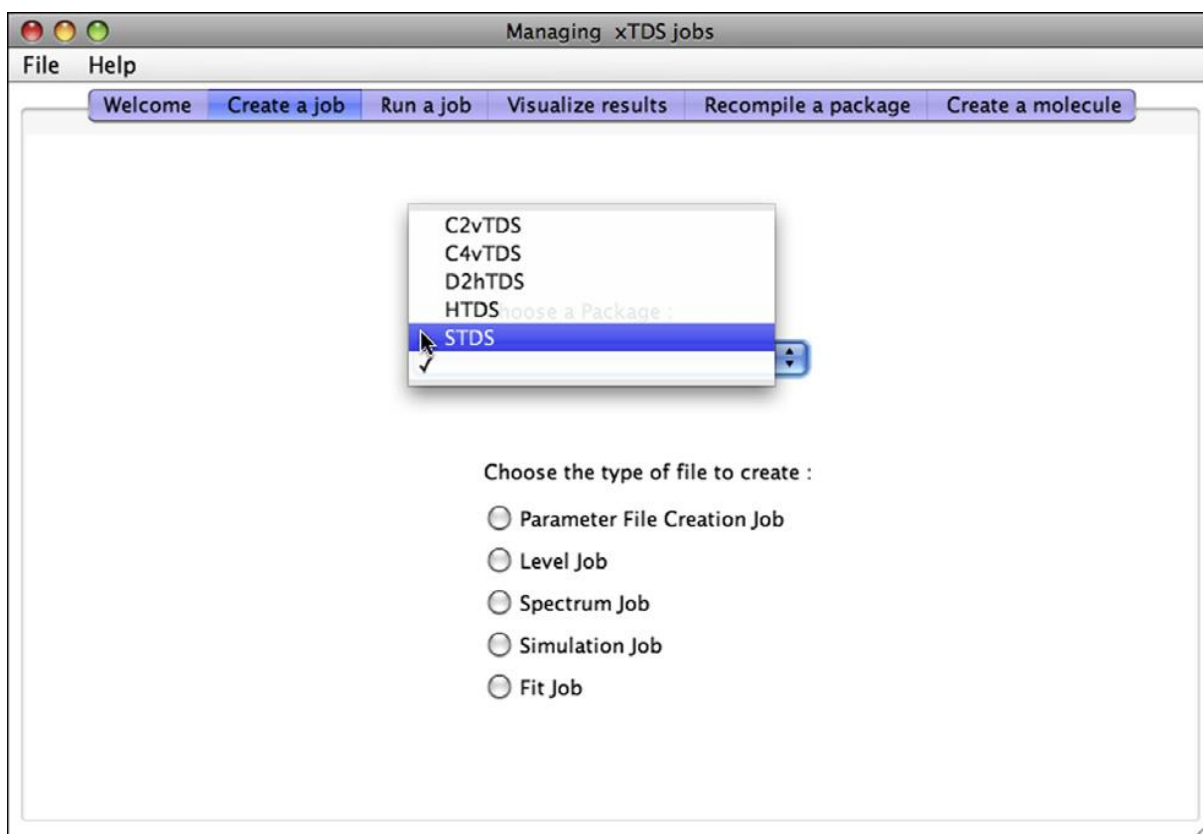 Managing xTDS jobs
File Help
Welcome Create a job Run a job Visualize results Recompile a package Create a molecule
C2vTDS
C4vTDS
D2hTDS
HTDS
hoose a Package :
STDS
Choose the type of file to create :
Parameter File Creation Job
Level Job
Spectrum Job
Simulation Job
Fit Job